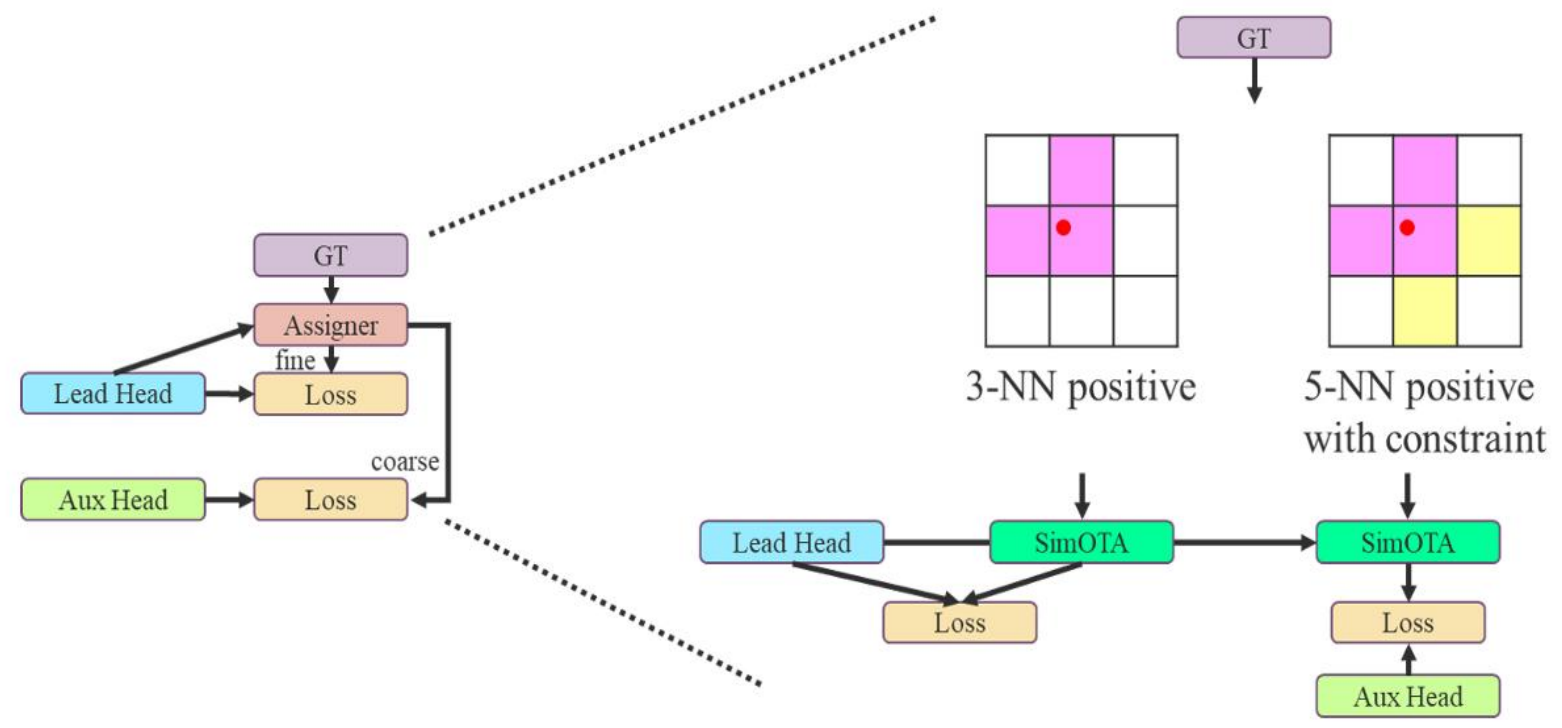 GT
Assigner
fine
Lead Head
Loss
coarse
Aux Head
Loss
GT
3-NN positive
5-NN positive
with constraint
Lead Head
SimOTA
SimOTA
Loss
Loss
Aux Head